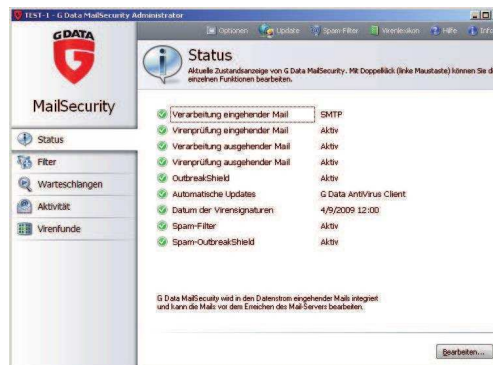 TEST-1 - G Data MailSecurity Administrator
Optionen Update Spam-Filter Virenlexikon Hilfe Info
G DATA
MailSecurity
Status
Aktuelle Zustandsanzeige von G Data MailSecurity. Mit Doppelklick (linke Maustaste) können Sie di
einzelnen Funktionen bearbeiten.
Status
Filter
Warteschlangen
Aktivität
Virenfunde
Verarbeitung eingehender Mail SMTP
Virenprüfung eingehender Mail Aktiv
Verarbeitung ausgehender Mail Aktiv
Virenprüfung ausgehender Mail Aktiv
OutbreakShield Aktiv
Automatische Updates G Data AntiVirus Client
Datum der Virensignaturen 4/9/2009 12:00
Spam-Filter Aktiv
Spam-OutbreakShield Aktiv
G Data MailSecurity wird in den Datenstrom eingehender Mails integriert
und kann die Mails vor dem Erreichen des Mail-Servers bearbeiten.
Bearbeiten...